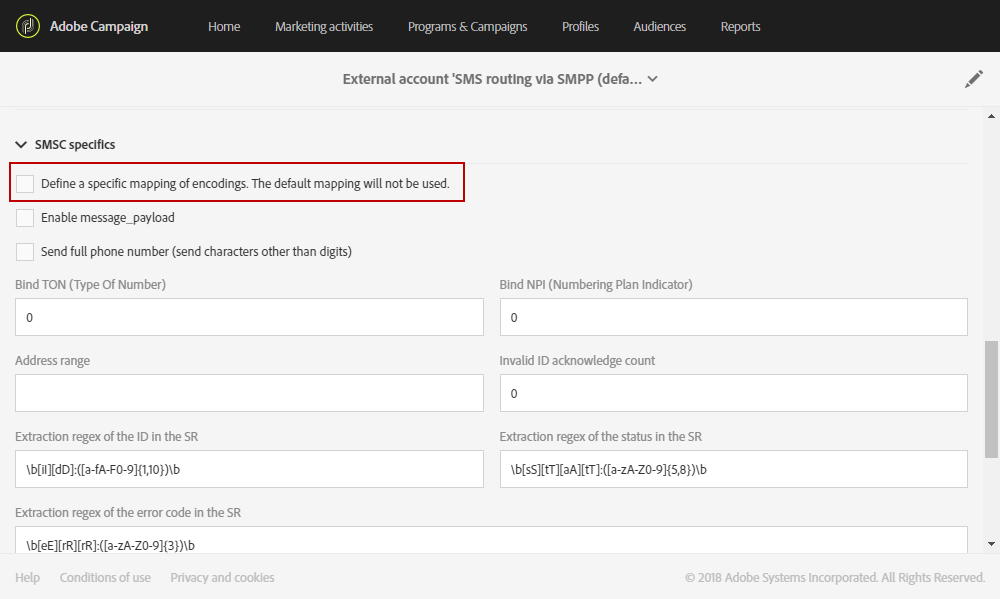 Adobe Campaign Home Marketing activities Programs & Campaigns Profiles Audiences Reports
External account 'SMS routing via SMPP (defa...
SMSC specifics
Define a specific mapping of encodings. The default mapping will not be used.
Enable message_payload
Send full phone number (send characters other than digits)
Bind TON (Type Of Number) Bind NPI (Numbering Plan Indicator)
0 0
Address range Invalid ID acknowledge count
0
Extraction regex of the ID in the SR Extraction regex of the status in the SR
\b[iI][dD]:([a-fA-F0-9]{1,10})\b \b[sS][tT][aA][tT]:([a-zA-Z0-9]{5,8})\b
Extraction regex of the error code in the SR
\b[eE][rR][rR]:([a-zA-Z0-9]{3})\b
Help Conditions of use Privacy and cookies © 2018 Adobe Systems Incorporated. All Rights Reserved.